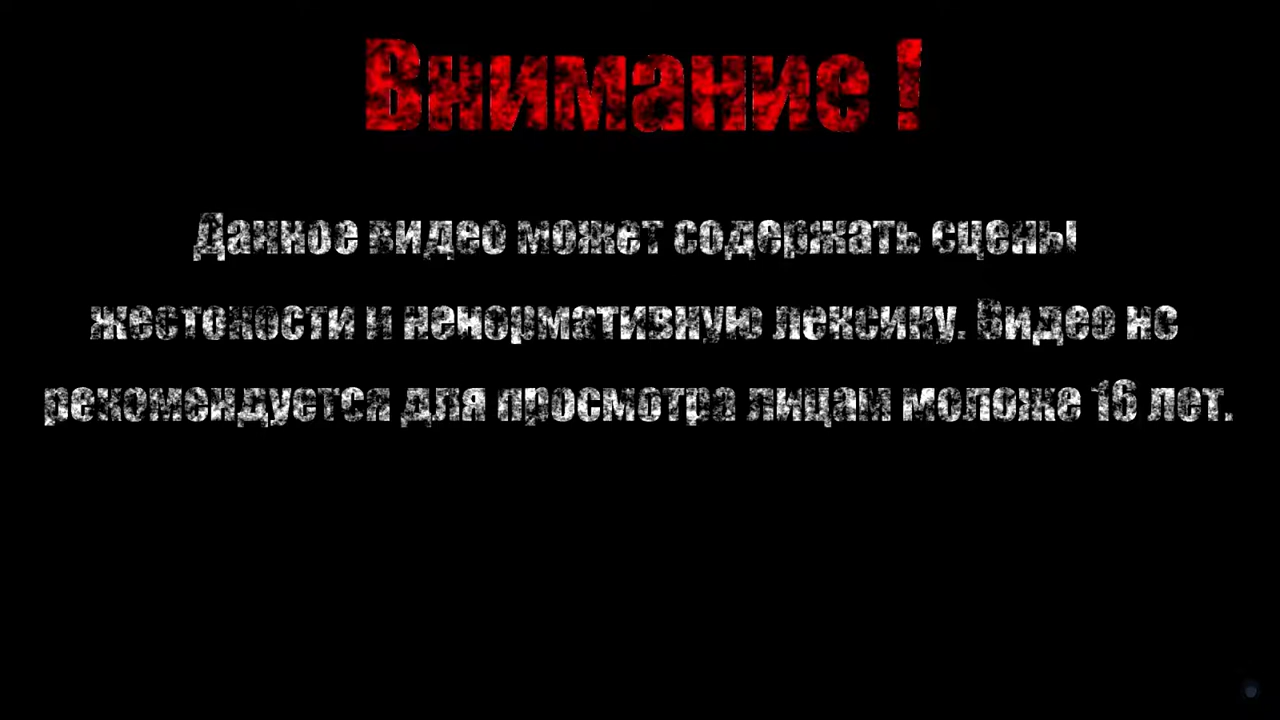 Внимание !
Данное видео может содержать сцены
жестокости и ненормативную лексику. Видео не
рекомендуется для просмотра лицам моложе 16 лет.